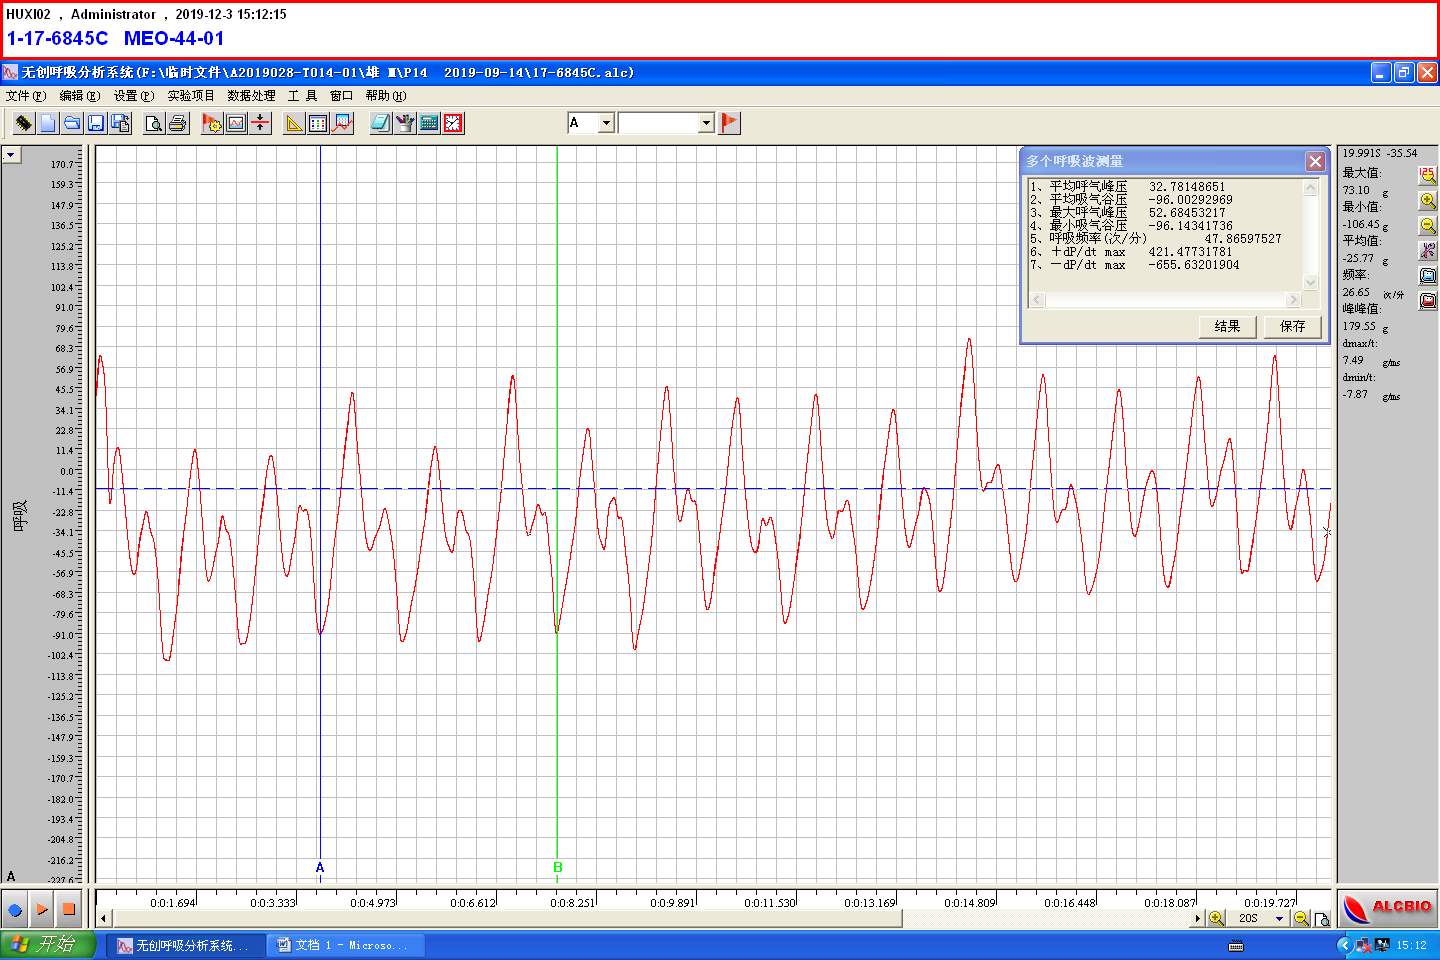 HUXI02 , Administrator , 2019-12-3 15:12:15
1-17-6845C MEO-44-01
无创呼吸分析系统(F:\临时文件\A2019028-T014-01\雄 M\P14 2019-09-14\17-6845C.alc)
文件(F) 编辑(E) 设置(P) 实验项目 数据处理 工 具 窗口 帮助(H)
A
170.7
159.3
147.9
136.5
125.2
113.8
102.4
91.0
79.6
68.3
56.9
45.5
34.1
22.8
11.4
0.0
-11.4
-22.8
-34.1
-45.5
-56.9
-68.3
-79.6
-91.0
-102.4
-113.8
-125.2
-136.5
-147.9
-159.3
-170.7
-182.0
-193.4
-204.8
-216.2
-227.6
呼吸
A
A
B
多个呼吸波测量
1、平均呼气峰压 32.78148651
2、平均吸气谷压 -96.00292969
3、最大呼气峰压 52.68453217
4、最小吸气谷压 -96.14341736
5、呼吸频率(次/分) 47.86597527
6、＋dP/dt max 421.47731781
7、－dP/dt max -655.63201904
结果 保存
19.991S -35.54
最大值:
73.10 g
最小值:
-106.45 g
平均值:
-25.77 g
频率:
26.65 次/分
峰峰值:
179.55 g
dmax/t:
7.49 g/ms
dmin/t:
-7.87 g/ms
125
0:0:1.694 0:0:3.333 0:0:4.973 0:0:6.612 0:0:8.251 0:0:9.891 0:0:11.530 0:0:13.169 0:0:14.809 0:0:16.448 0:0:18.087 0:0:19.727
20S
ALCBIO
开始 无创呼吸分析系统... 文档 1 - Microso... 15:12